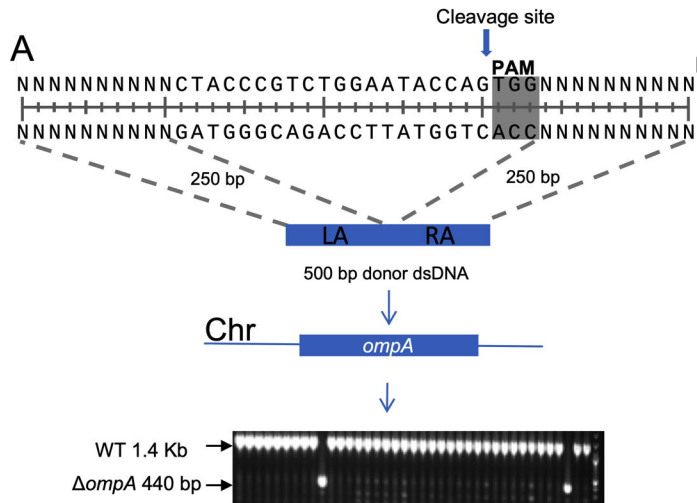 Cleavage site
A
PAM
NNNNNNNNNNCTACCCGTCTGGAATACCAGTGGNNNNNNNNNN
NNNNNNNNNNGATGGGCAGACCTTATGGTCACCNNNNNNNNNN
250 bp
250 bp
LA
RA
500 bp donor dsDNA
Chr
ompA
WT 1.4 Kb
ΔompA 440 bp